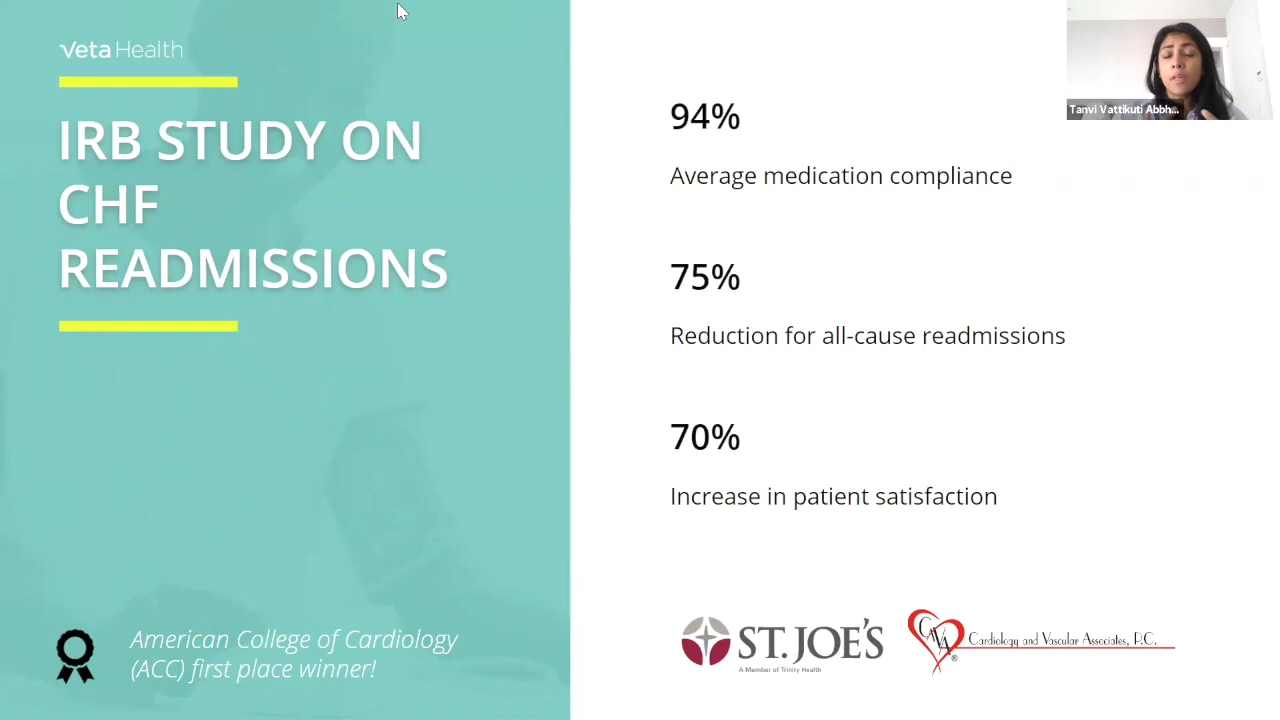 Veta Health
IRB STUDY ON
CHF
READMISSIONS
American College of Cardiology
(ACC) first place winner!
94%
Average medication compliance
75%
Reduction for all-cause readmissions
70%
Increase in patient satisfaction
ST. JOE'S
A Member of Trinity Health
CAVA
Cardiology and Vascular Associates, P.C.
®
Tanvi Vattikuti Abbh...